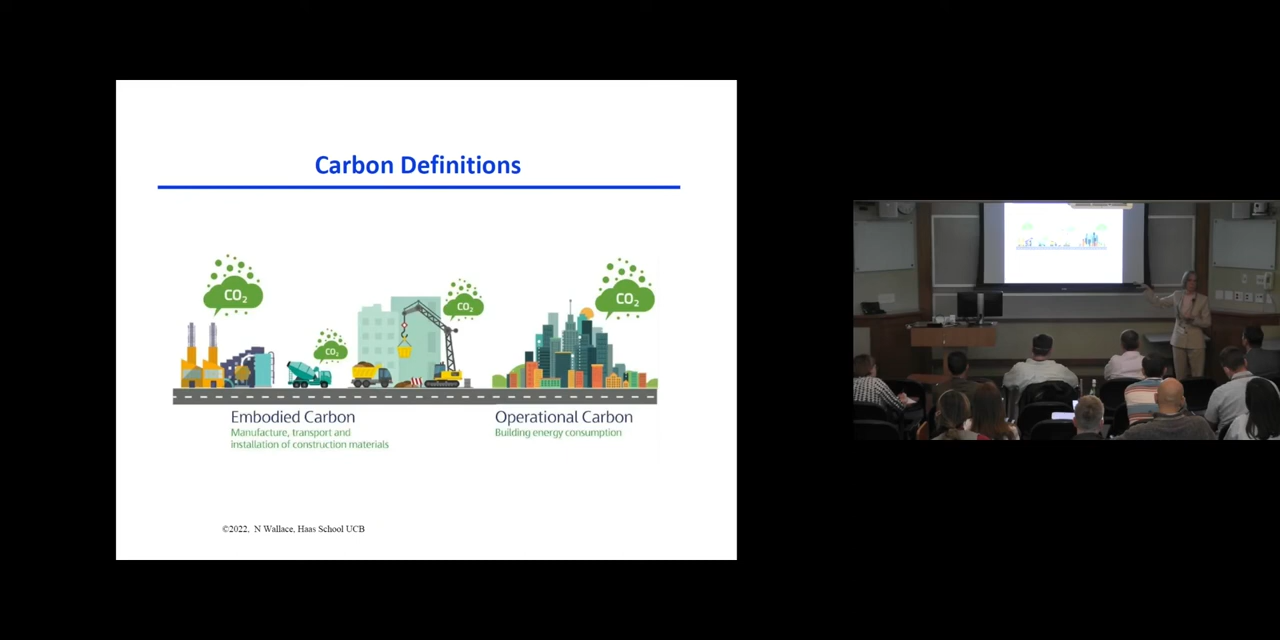 Carbon Definitions
CO₂
CO₂
CO₂
CO₂
Embodied Carbon
Manufacture, transport and
installation of construction materials
Operational Carbon
Building energy consumption
©2022, N Wallace, Haas School UCB